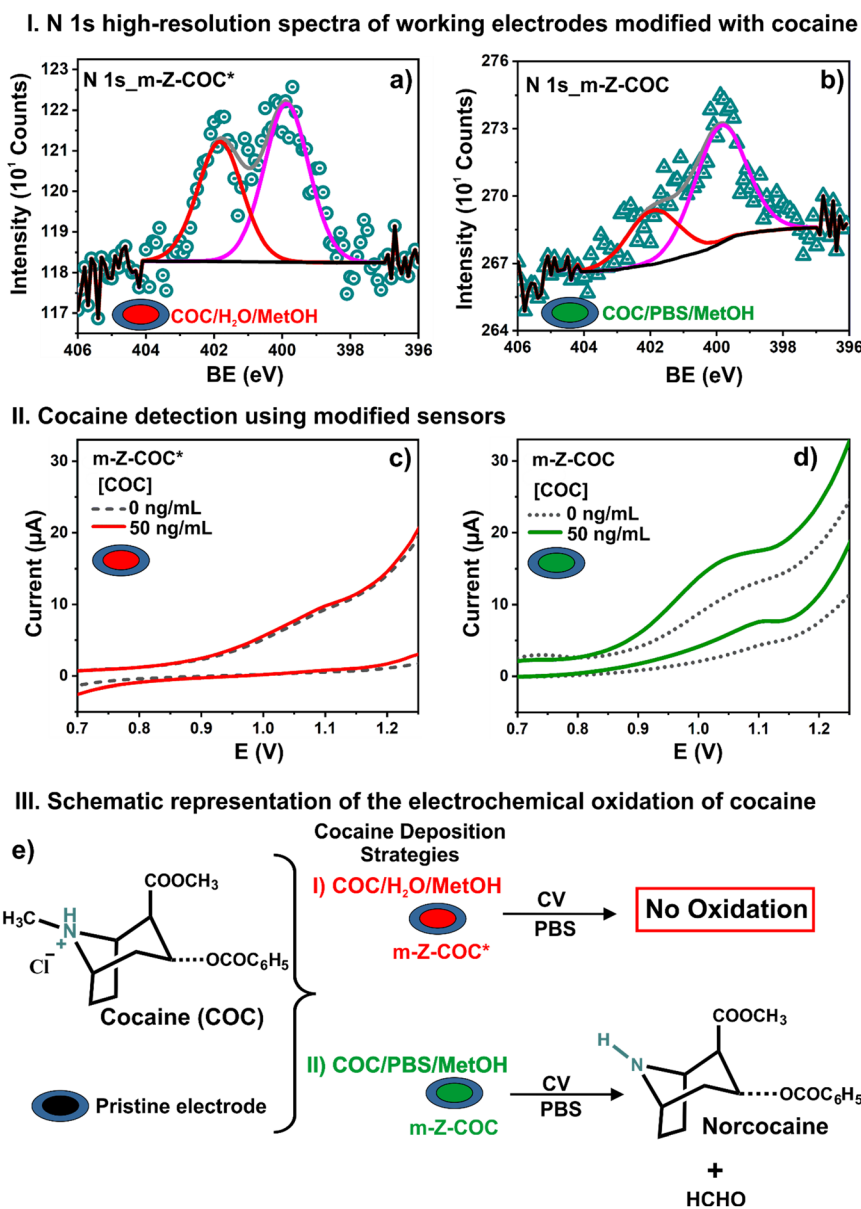 I. N 1s high-resolution spectra of working electrodes modified with cocaine
N 1s_m-Z-COC*
a)
Intensity (10¹ Counts)
123
122
121
120
119
118
117
COC/H₂O/MetOH
406 404 402 400 398 396
BE (eV)
N 1s_m-Z-COC
b)
Intensity (10¹ Counts)
276
273
270
267
264
COC/PBS/MetOH
406 404 402 400 398 396
BE (eV)
II. Cocaine detection using modified sensors
m-Z-COC*
c)
[COC]
0 ng/mL
50 ng/mL
Current (µA)
30
20
10
0
0.7 0.8 0.9 1.0 1.1 1.2
E (V)
m-Z-COC
d)
[COC]
0 ng/mL
50 ng/mL
Current (µA)
30
20
10
0
0.7 0.8 0.9 1.0 1.1 1.2
E (V)
III. Schematic representation of the electrochemical oxidation of cocaine
e)
COOCH₃
H₃C
H
N
+
Cl⁻
OCOC₆H₅
Cocaine (COC)
Pristine electrode
Cocaine Deposition
Strategies
I) COC/H₂O/MetOH
m-Z-COC*
CV
PBS
No Oxidation
II) COC/PBS/MetOH
m-Z-COC
CV
PBS
COOCH₃
H
N
OCOC₆H₅
Norcocaine
+
HCHO